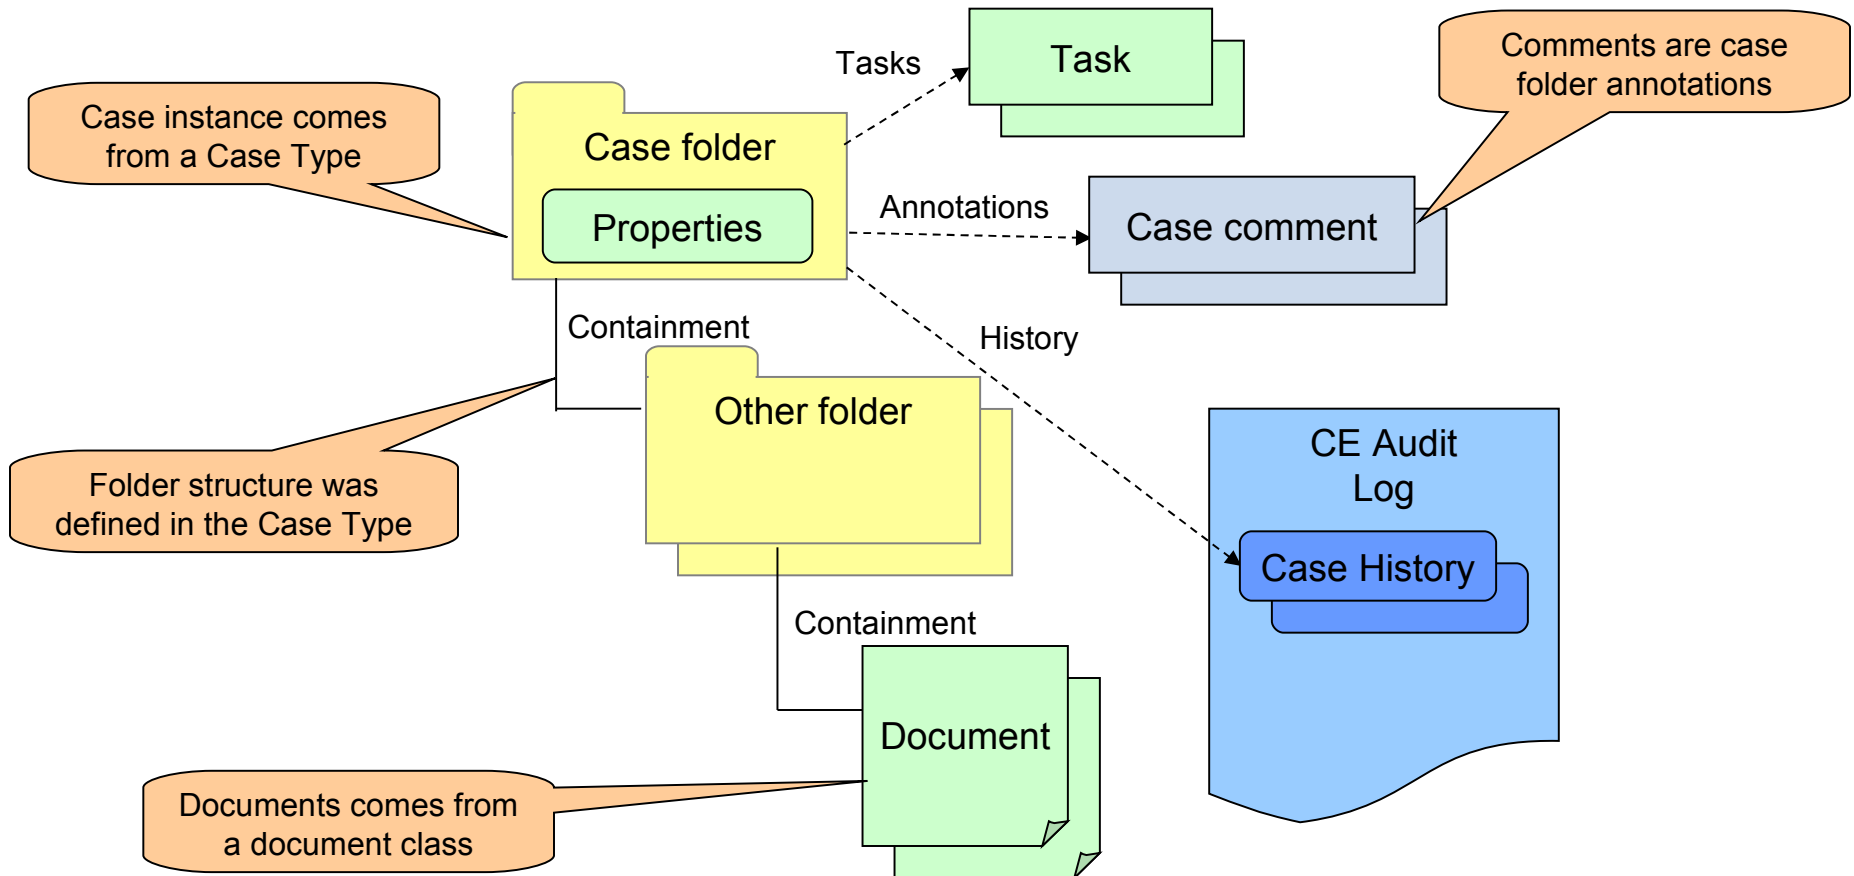 Tasks
Task
Comments are case
folder annotations
Case instance comes
from a Case Type
Case folder
Properties
Annotations
Case comment
Containment
History
Other folder
CE Audit
Log
Folder structure was
defined in the Case Type
Case History
Containment
Document
Documents comes from
a document class